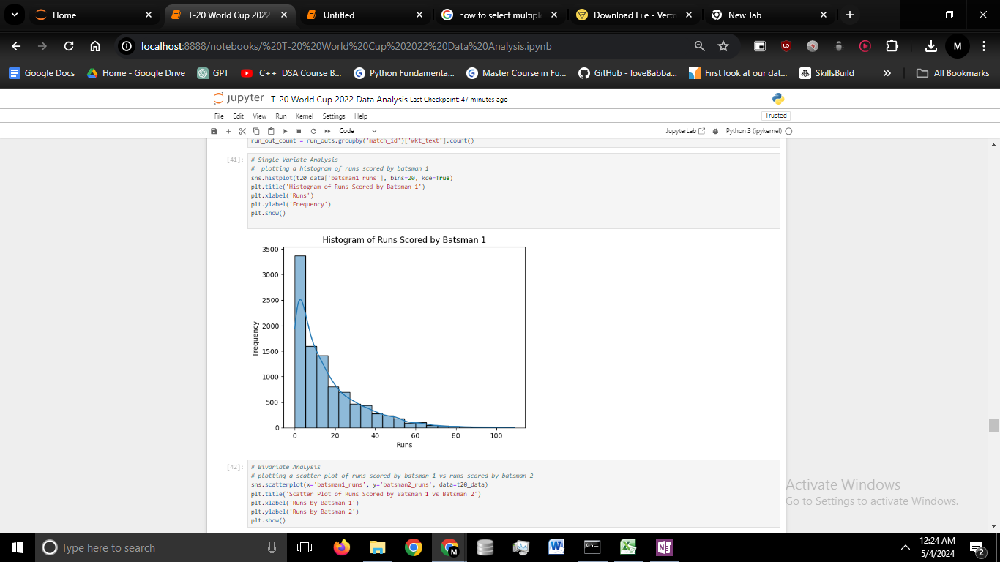 Home
T-20 World Cup 2022
Untitled
how to select multipl
Download File - Vert
New Tab
localhost:8888/notebooks/%20T-20%20World%20Cup%202022%20Data%20Analysis.ipynb
M
Google Docs
Home - Google Drive
GPT
C++ DSA Course B...
Python Fundamenta...
Master Course in Fu...
GitHub - loveBabba...
First look at our dat...
SkillsBuild
»
All Bookmarks
jupyter T-20 World Cup 2022 Data Analysis Last Checkpoint: 47 minutes ago
File Edit View Run Kernel Settings Help
Trusted
Code
JupyterLab
Python 3 (ipykernel)
run_out_count = run_outs.groupby('match_id')['wkt_text'].count()
[41]:
# Single Variate Analysis
#  plotting a histogram of runs scored by batsman 1
sns.histplot(t20_data['batsman1_runs'], bins=20, kde=True)
plt.title('Histogram of Runs Scored by Batsman 1')
plt.xlabel('Runs')
plt.ylabel('Frequency')
plt.show()
Histogram of Runs Scored by Batsman 1
3500
3000
2500
2000
1500
1000
500
0
Frequency
0 20 40 60 80 100
Runs
[42]:
# Bivariate Analysis
# plotting a scatter plot of runs scored by batsman 1 vs runs scored by batsman 2
sns.scatterplot(x='batsman1_runs', y='batsman2_runs', data=t20_data)
plt.title('Scatter Plot of Runs Scored by Batsman 1 vs Batsman 2')
plt.xlabel('Runs by Batsman 1')
plt.ylabel('Runs by Batsman 2')
plt.show()
Activate Windows
Go to Settings to activate Windows.
Type here to search
12:24 AM
5/4/2024
2